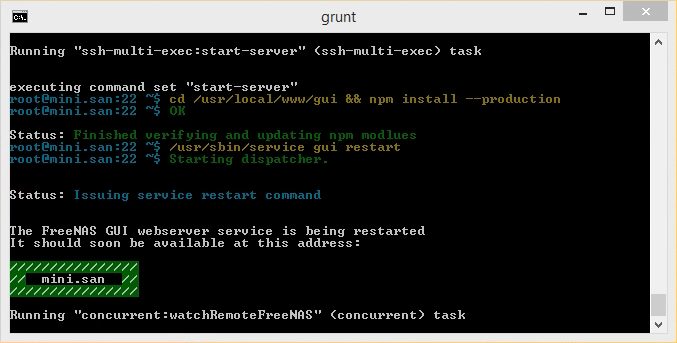 grunt
Running "ssh-multi-exec:start-server" (ssh-multi-exec) task
executing command set "start-server"
root@mini.san:22 ~$ cd /usr/local/www/gui && npm install --production
root@mini.san:22 ~$ OK
Status: Finished verifying and updating npm modlues
root@mini.san:22 ~$ /usr/sbin/service gui restart
root@mini.san:22 ~$ Starting dispatcher.
Status: Issuing service restart command
The FreeNAS GUI webserver service is being restarted
It should soon be available at this address:
////////////////
//  mini.san  //
////////////////
Running "concurrent:watchRemoteFreeNAS" (concurrent) task